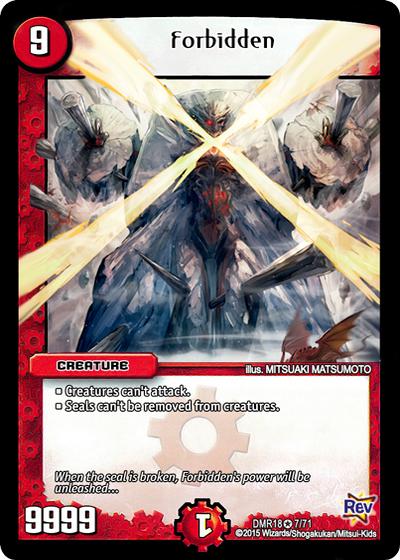 9
Forbidden
CREATURE
illus. MITSUAKI MATSUMOTO
▪ Creatures can't attack.
▪ Seals can't be removed from creatures.
When the seal is broken, Forbidden's power will be
unleashed...
9999
1
DMR18 ✪ 7/71
©2015 Wizards/Shogakukan/Mitsui-Kids
Rev